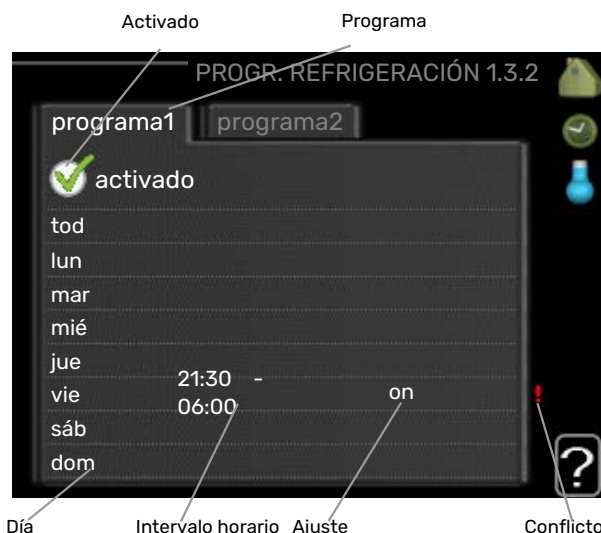 Activado Programa
PROGR. REFRIGERACIÓN 1.3.2
programa1 programa2
activado
tod
lun
mar
mié
jue
21:30 -
vie on !
06:00
sáb
dom
?
Día Intervalo horario Ajuste Conflicto